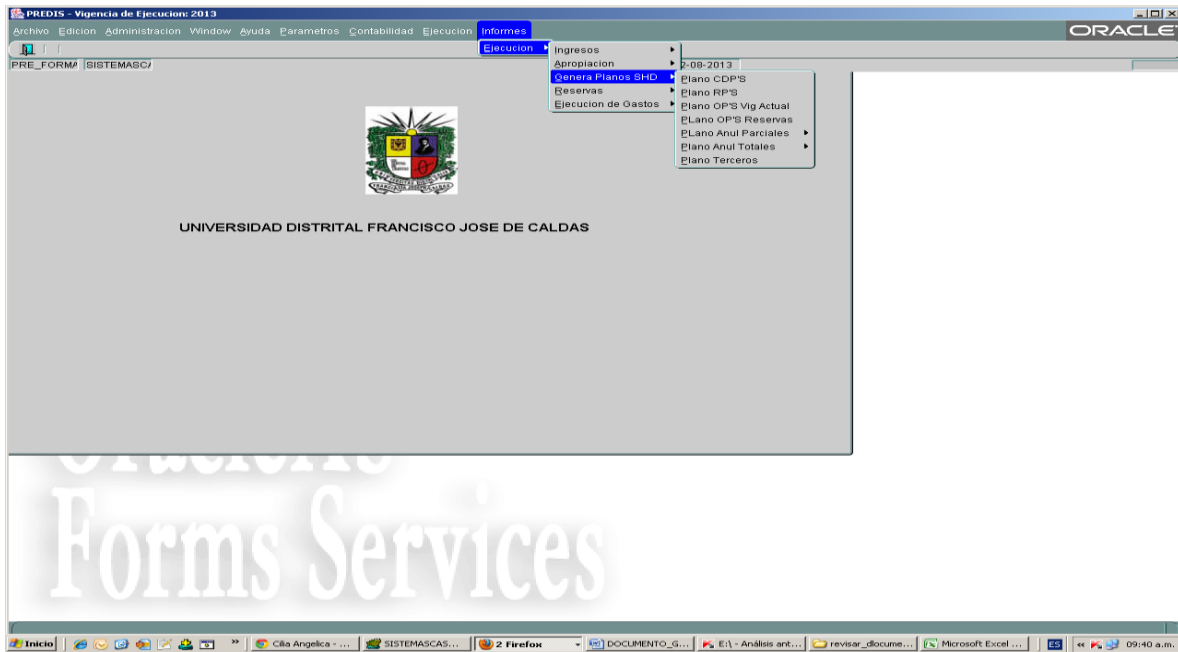 PREDIS - Vigencia de Ejecucion: 2013
Archivo Edicion Administracion Window Ayuda Parametros Contabilidad Ejecucion Informes
ORACLE
Ejecucion
Ingresos
Apropiacion
Genera Planos SHD
Reservas
Ejecucion de Gastos
PRE_FORMA SISTEMASCA
2-08-2013
Plano CDP'S
Plano RP'S
Plano OP'S Vig Actual
PLano OP'S Reservas
PLano Anul Parciales
Plano Anul Totales
Plano Terceros
UNIVERSIDAD DISTRITAL FRANCISCO JOSE DE CALDAS
Forms Services
Inicio
»
Cilia Angelica - ...
SISTEMASCAS...
2 Firefox
DOCUMENTO_G...
E:\ - Análisis ant...
revisar_dlocume...
Microsoft Excel ...
ES
«
09:40 a.m.